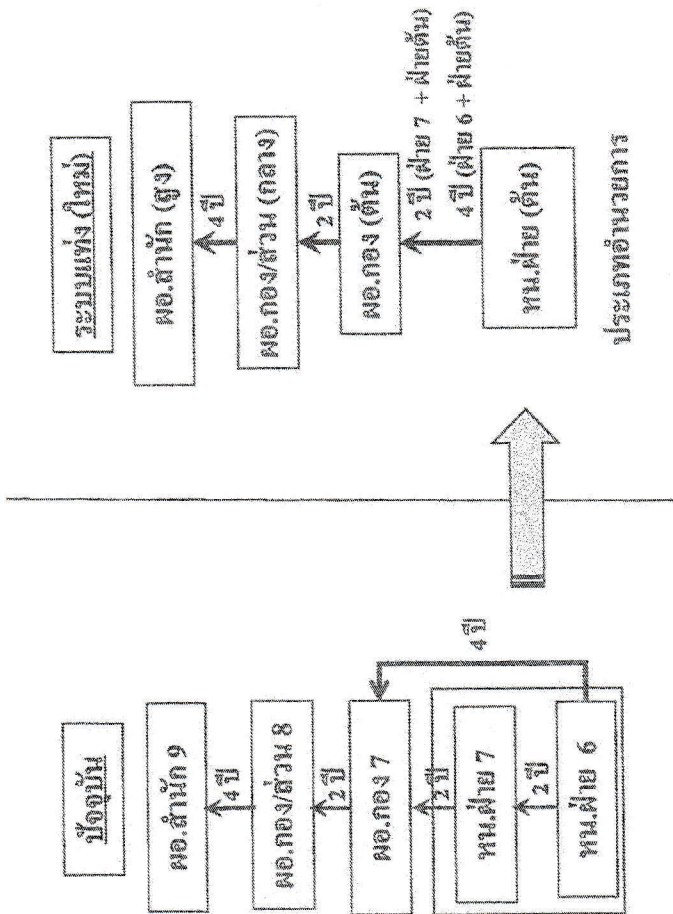 ปัจจุบัน
ผอ.สำนัก 9
4 ปี
ผอ.กอง/ส่วน 8
2 ปี
ผอ.กอง 7
2 ปี
4 ปี
หน.ฝ่าย 7
2 ปี
หน.ฝ่าย 6
ระบบแท่ง (ใหม่)
ผอ.สำนัก (สูง)
4 ปี
ผอ.กอง/ส่วน (กลาง)
2 ปี
ผอ.กอง (ต้น)
2 ปี (ฝ่าย 7 + ฝ่ายต้น)
4 ปี (ฝ่าย 6 + ฝ่ายต้น)
หน.ฝ่าย (ต้น)
ประเภทอำนวยการ